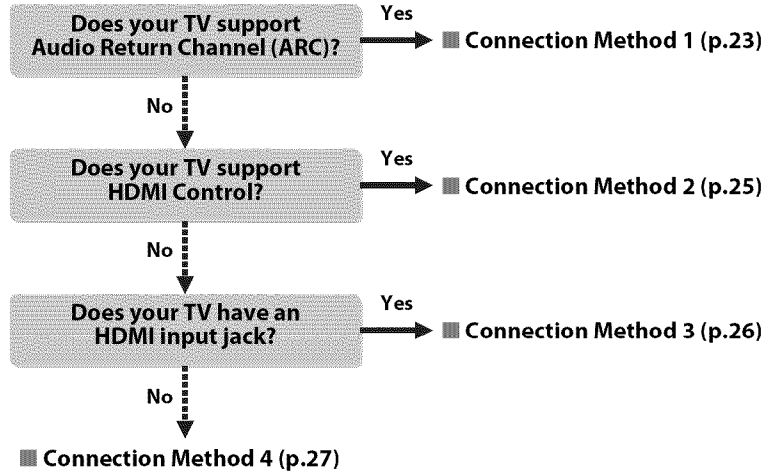 Does your TV support
Audio Return Channel (ARC)?
Yes
Connection Method 1 (p.23)
No
Does your TV support
HDMI Control?
Yes
Connection Method 2 (p.25)
No
Does your TV have an
HDMI input jack?
Yes
Connection Method 3 (p.26)
No
Connection Method 4 (p.27)